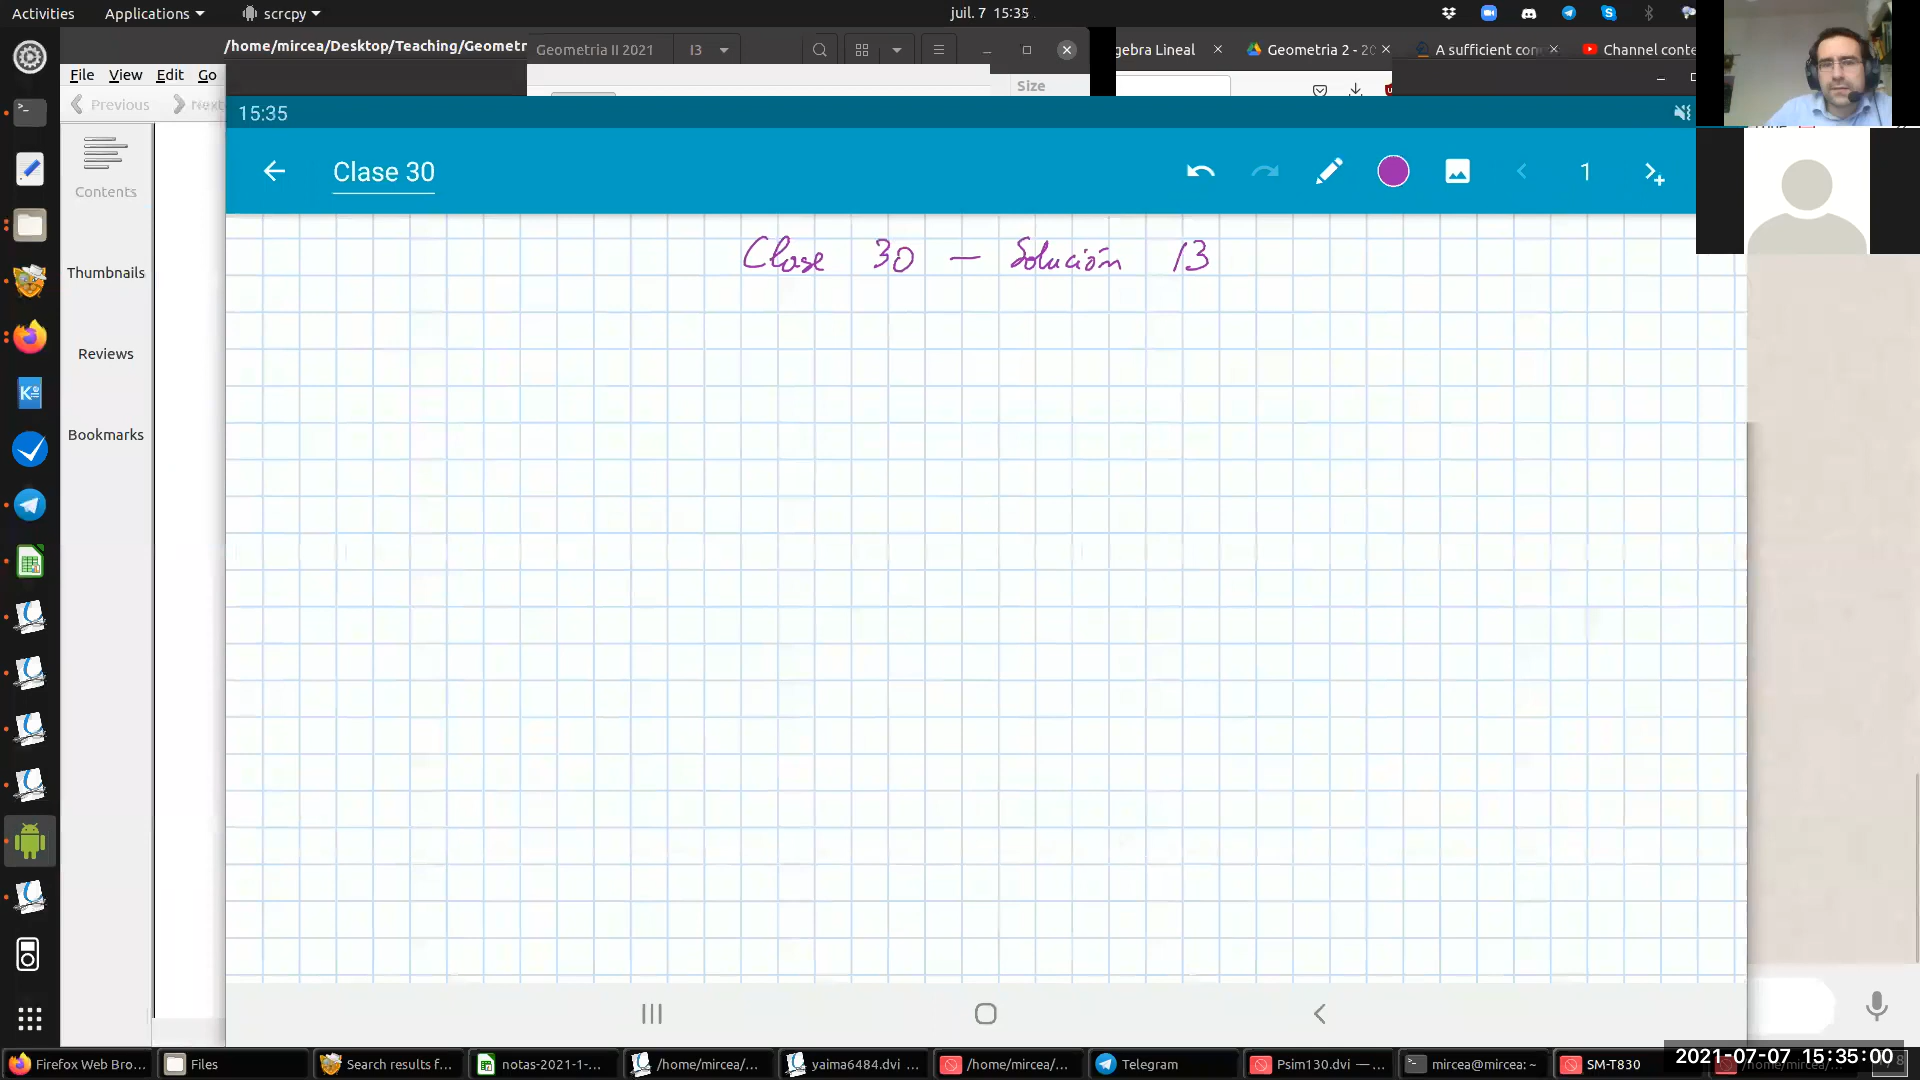 Activities Applications scrcpy juil. 7 15:35
/home/mircea/Desktop/Teaching/Geometr Geometria II 2021 I3 gebra Lineal Geometria 2 - 20 A sufficient con Channel conte
File View Edit Go
Size
Previous Next
15:35
Clase 30 1
Contents
Clase 30 — Solución 13
Thumbnails
Reviews
Bookmarks
Firefox Web Bro... Files Search results f... notas-2021-1-... /home/mircea/... yaima6484.dvi ... /home/mircea/... Telegram Psim130.dvi —... mircea@mircea: ~ SM-T830
2021-07-07 15:35:00